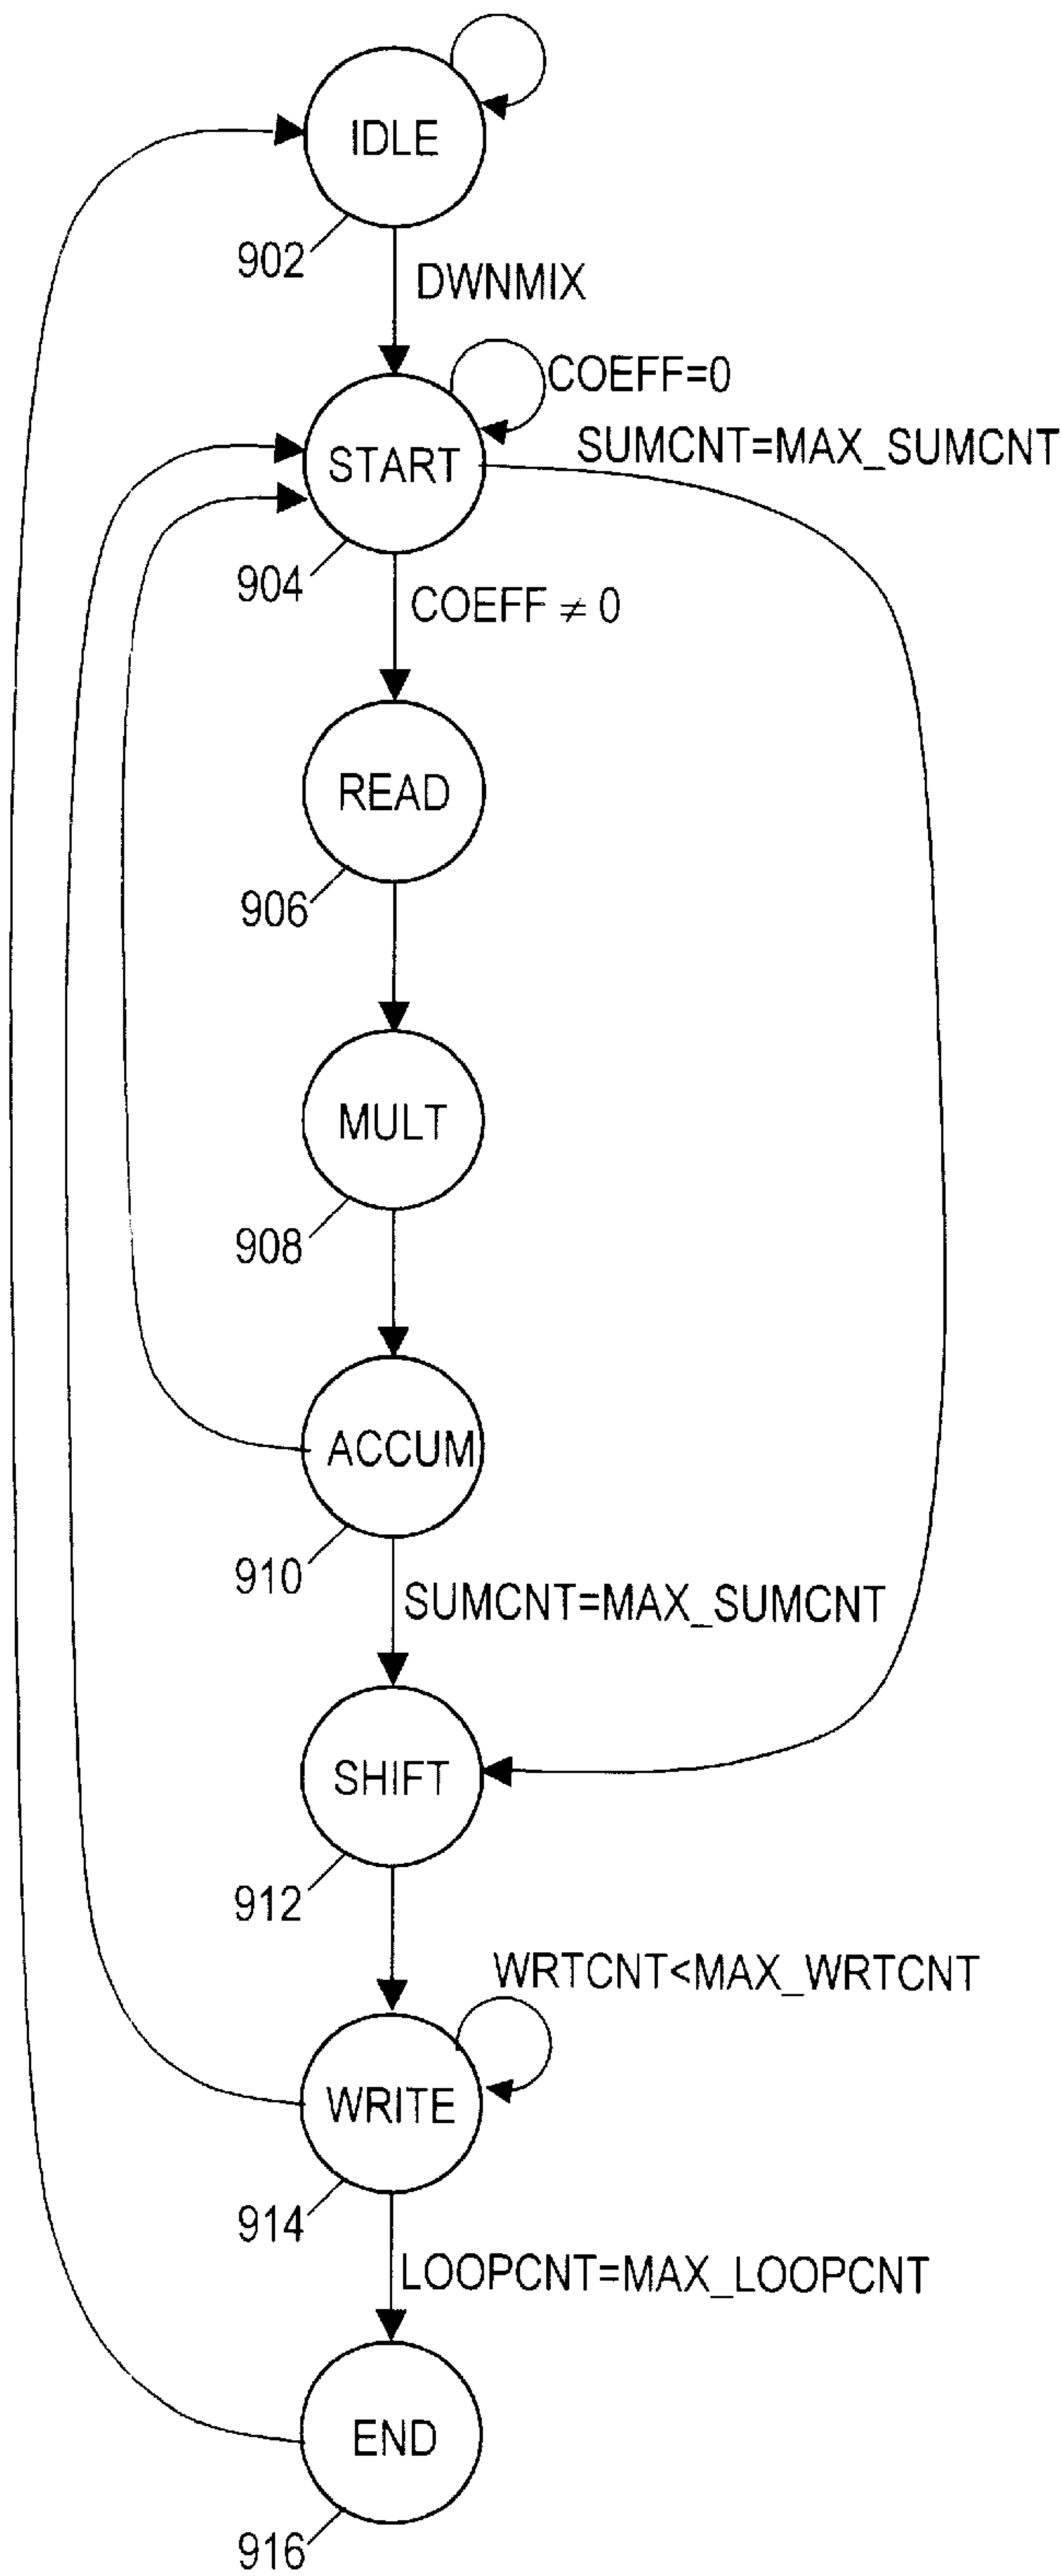 IDLE
902
DWNMIX
COEFF=0
SUMCNT=MAX_SUMCNT
START
904
COEFF ≠ 0
READ
906
MULT
908
ACCUM
910
SUMCNT=MAX_SUMCNT
SHIFT
912
WRTCNT<MAX_WRTCNT
WRITE
914
LOOPCNT=MAX_LOOPCNT
END
916